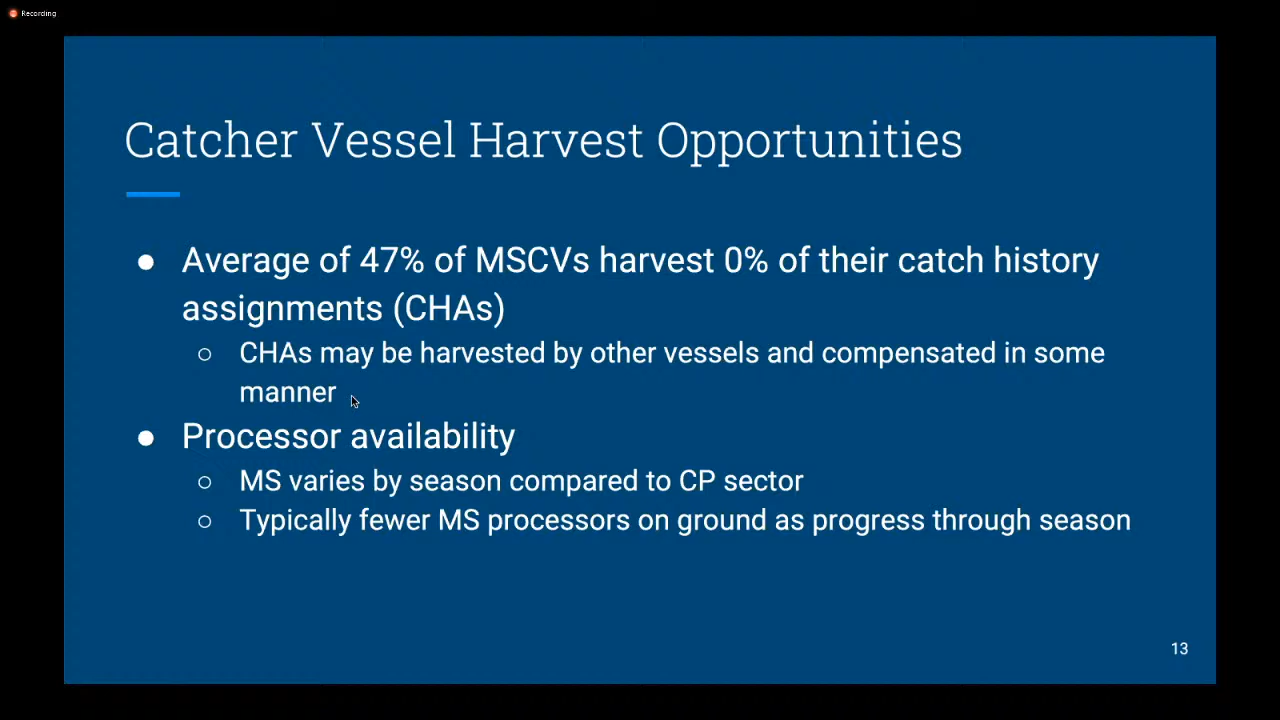 Recording
Catcher Vessel Harvest Opportunities
● Average of 47% of MSCVs harvest 0% of their catch history
assignments (CHAs)
○ CHAs may be harvested by other vessels and compensated in some
manner
● Processor availability
○ MS varies by season compared to CP sector
○ Typically fewer MS processors on ground as progress through season
13